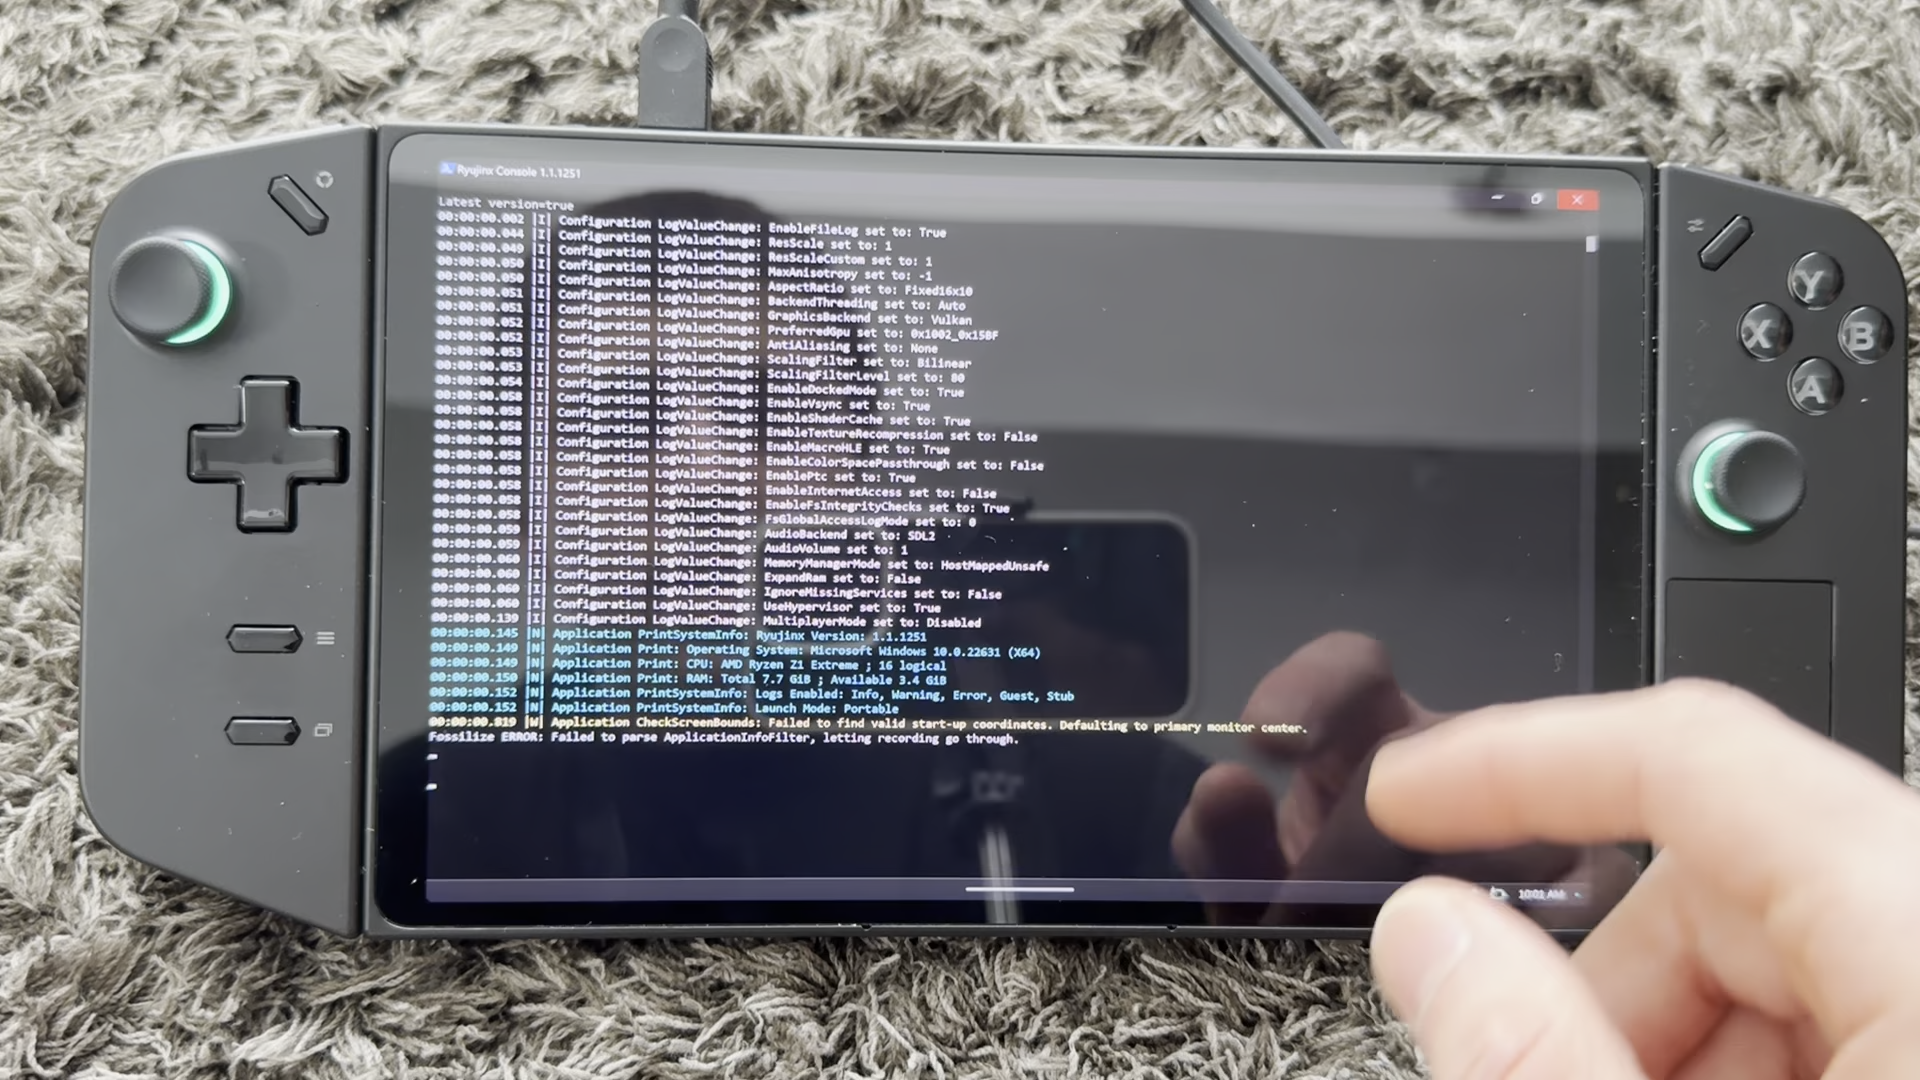 Ryujinx Console 1.1.1251
Latest version=true
00:00:00.002 |I| Configuration LogValueChange: EnableFileLog set to: True
00:00:00.044 |I| Configuration LogValueChange: ResScale set to: 1
00:00:00.049 |I| Configuration LogValueChange: ResScaleCustom set to: 1
00:00:00.050 |I| Configuration LogValueChange: MaxAnisotropy set to: -1
00:00:00.050 |I| Configuration LogValueChange: AspectRatio set to: Fixed16x10
00:00:00.051 |I| Configuration LogValueChange: BackendThreading set to: Auto
00:00:00.051 |I| Configuration LogValueChange: GraphicsBackend set to: Vulkan
00:00:00.052 |I| Configuration LogValueChange: PreferredGpu set to: 0x1002_0x15BF
00:00:00.052 |I| Configuration LogValueChange: AntiAliasing set to: None
00:00:00.053 |I| Configuration LogValueChange: ScalingFilter set to: Bilinear
00:00:00.053 |I| Configuration LogValueChange: ScalingFilterLevel set to: 80
00:00:00.054 |I| Configuration LogValueChange: EnableDockedMode set to: True
00:00:00.058 |I| Configuration LogValueChange: EnableVsync set to: True
00:00:00.058 |I| Configuration LogValueChange: EnableShaderCache set to: True
00:00:00.058 |I| Configuration LogValueChange: EnableTextureRecompression set to: False
00:00:00.058 |I| Configuration LogValueChange: EnableMacroHLE set to: True
00:00:00.058 |I| Configuration LogValueChange: EnableColorSpacePassthrough set to: False
00:00:00.058 |I| Configuration LogValueChange: EnablePtc set to: True
00:00:00.058 |I| Configuration LogValueChange: EnableInternetAccess set to: False
00:00:00.058 |I| Configuration LogValueChange: EnableFsIntegrityChecks set to: True
00:00:00.058 |I| Configuration LogValueChange: FsGlobalAccessLogMode set to: 0
00:00:00.059 |I| Configuration LogValueChange: AudioBackend set to: SDL2
00:00:00.059 |I| Configuration LogValueChange: AudioVolume set to: 1
00:00:00.060 |I| Configuration LogValueChange: MemoryManagerMode set to: HostMappedUnsafe
00:00:00.060 |I| Configuration LogValueChange: ExpandRam set to: False
00:00:00.060 |I| Configuration LogValueChange: IgnoreMissingServices set to: False
00:00:00.060 |I| Configuration LogValueChange: UseHypervisor set to: True
00:00:00.139 |I| Configuration LogValueChange: MultiplayerMode set to: Disabled
00:00:00.145 |N| Application PrintSystemInfo: Ryujinx Version: 1.1.1251
00:00:00.149 |N| Application Print: Operating System: Microsoft Windows 10.0.22631 (X64)
00:00:00.149 |N| Application Print: CPU: AMD Ryzen Z1 Extreme ; 16 logical
00:00:00.150 |N| Application Print: RAM: Total 7.7 GiB ; Available 3.4 GiB
00:00:00.152 |N| Application PrintSystemInfo: Logs Enabled: Info, Warning, Error, Guest, Stub
00:00:00.152 |N| Application PrintSystemInfo: Launch Mode: Portable
00:00:00.819 |W| Application CheckScreenBounds: Failed to find valid start-up coordinates. Defaulting to primary monitor center.
Fossilize ERROR: Failed to parse ApplicationInfoFilter, letting recording go through.
10:01 AM
Y
X
B
A